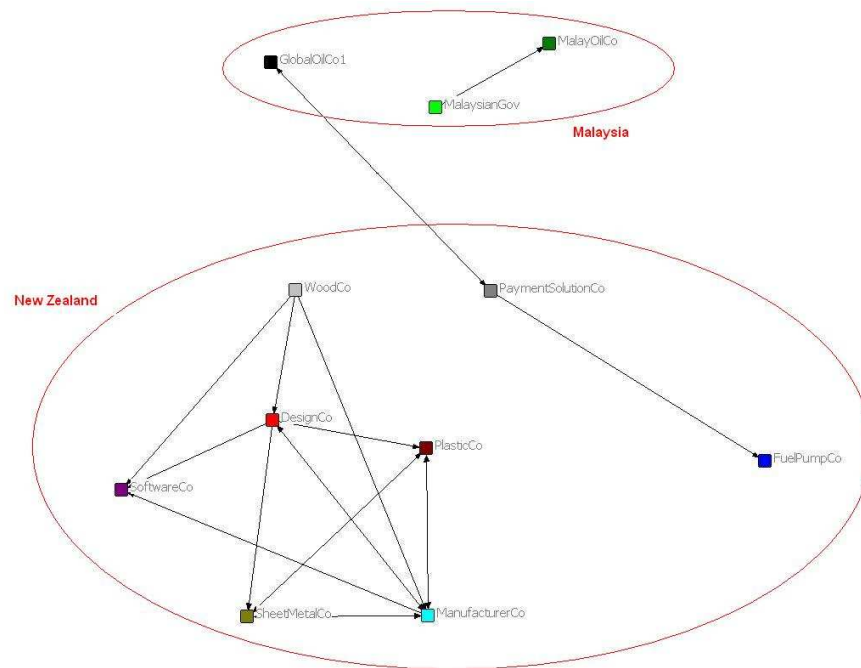 MalayOilCo
GlobalOilCo1
MalaysianGov
Malaysia
WoodCo
PaymentSolutionCo
New Zealand
DesignCo
PlasticCo
FuelPumpCo
SoftwareCo
SheetMetalCo
ManufacturerCo